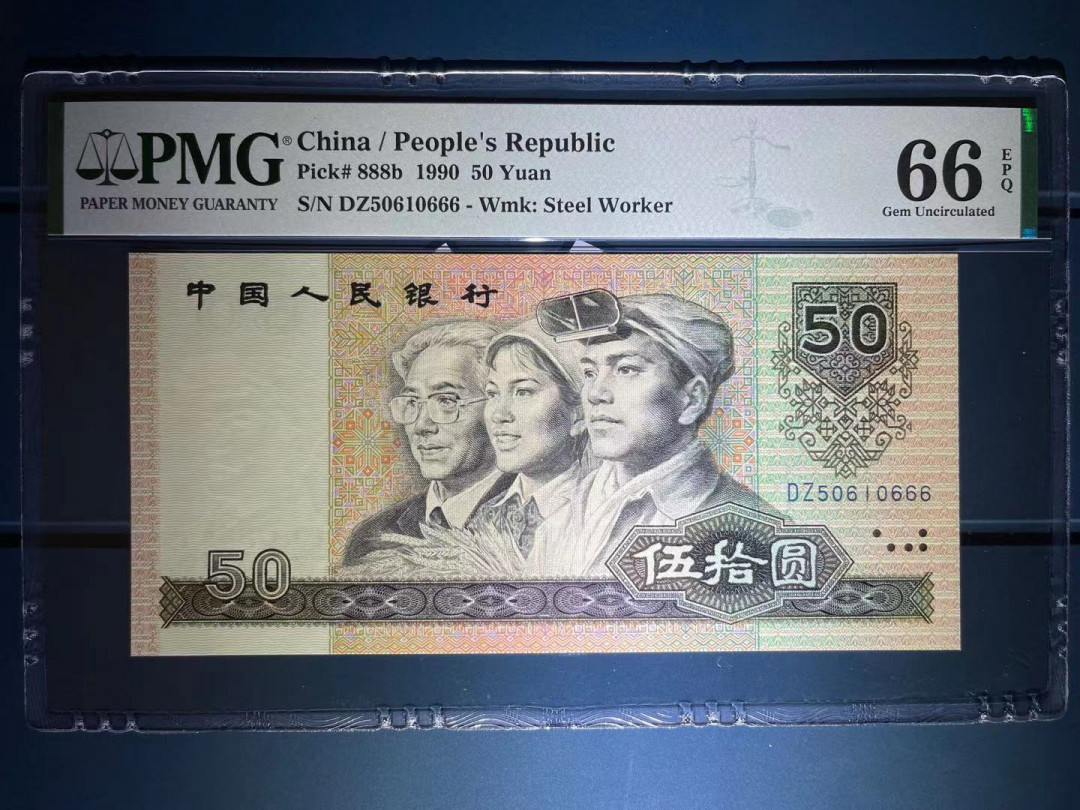 PMG®
PAPER MONEY GUARANTY
China / People's Republic
Pick# 888b 1990 50 Yuan
S/N DZ50610666 - Wmk: Steel Worker
66
EPQ
Gem Uncirculated
中国人民银行
50
DZ50610666
50
伍拾圆